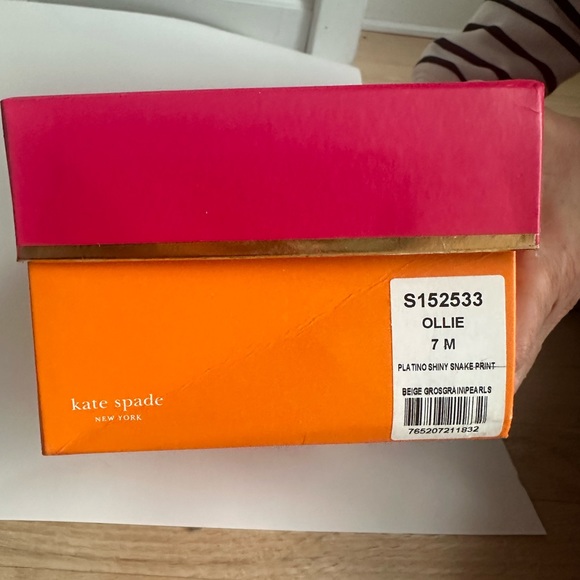 S152533
OLLIE
7 M
PLATINO SHINY SNAKE PRINT
BEIGE GROSGRAIN\PEARLS
765207211832
kate spade
NEW YORK